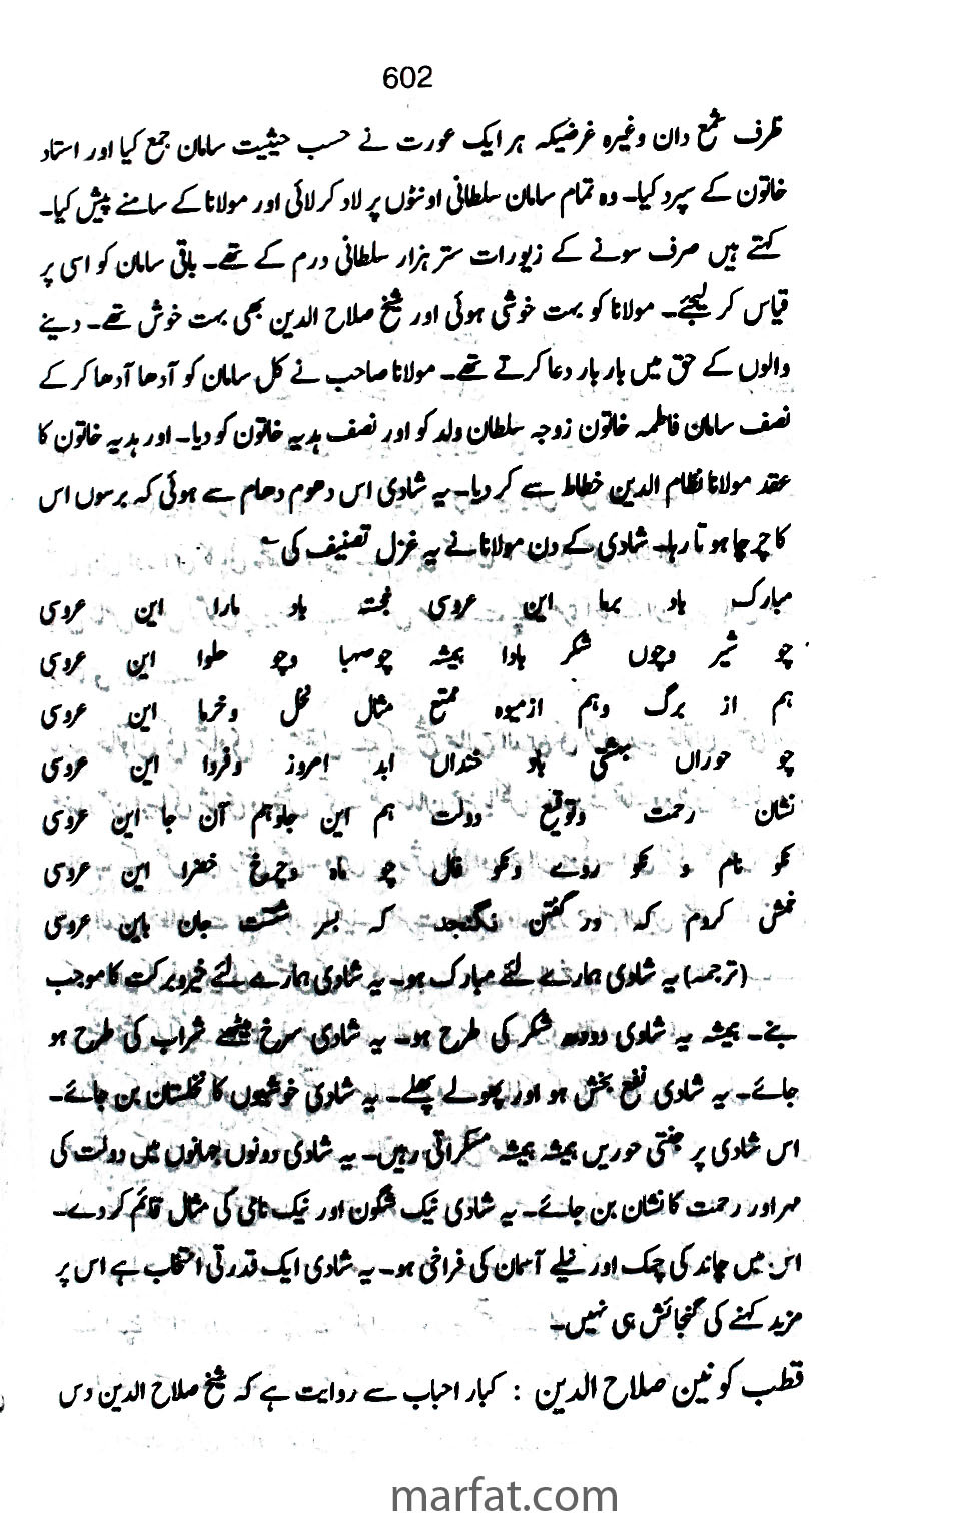 602
ظرف شمع دان وغیرہ غرضیکہ ہر ایک عورت نے حسب حیثیت سامان جمع کیا اور استاد
خاتون کے سپرد کیا۔ وہ تمام سامان سلطانی اونٹوں پر لاد کر لائی اور مولانا کے سامنے پیش کیا۔
کہتے ہیں صرف سونے کے زیورات ستر ہزار سلطانی درم کے تھے۔ باقی سامان کو اسی پر
قیاس کر لیجئے۔ مولانا کو بہت خوشی ہوئی اور شیخ صلاح الدین بھی بہت خوش تھے۔ دینے
والوں کے حق میں بار بار دعا کرتے تھے۔ مولانا صاحب نے کل سامان کو آدھا آدھا کر کے
نصف سامان فاطمہ خاتون زوجہ سلطان ولد کو اور نصف ہدیہ خاتون کو دیا۔ اور ہدیہ خاتون کا
عقد مولانا نظام الدین خطاط سے کر دیا۔ یہ شادی اس دھوم دھام سے ہوئی کہ برسوں اس
کا چرچا ہوتا رہا۔ شادی کے دن مولانا نے یہ غزل تصنیف کی ؎
مبارک باد برما این عروسی خجستہ باد مارا این عروسی
چو شیر وچوں شکر بادا ہمیشہ چو صہبا وچو حلوا این عروسی
ہم از برگ وہم ازمیوہ ممتع مثال نخل وخرما این عروسی
چو حوراں بہشتی باد خنداں ابد امروز وفردا این عروسی
نشان رحمت وتوقیع دولت ہم این جاوہم آن جا این عروسی
نکو نام و نکو روے ونکو فال چو ماہ وچرخ خضرا این عروسی
خمش کردم کہ در گفتن نگنجد کہ بسر شت جان باین عروسی
(ترجمہ) یہ شادی ہمارے لئے مبارک ہو۔ یہ شادی ہمارے لئے خیروبرکت کا موجب
بنے۔ ہمیشہ یہ شادی دودھ شکر کی طرح ہو۔ یہ شادی سرخ میٹھے شراب کی طرح ہو
جائے۔ یہ شادی نفع بخش ہو اور پھولے پھلے۔ یہ شادی خوشیوں کا نخلستان بن جائے۔
اس شادی پر جنتی حوریں ہمیشہ ہمیشہ مسکراتی رہیں۔ یہ شادی دونوں جہانوں میں دولت کی
مہر اور رحمت کا نشان بن جائے۔ یہ شادی نیک شگون اور نیک نامی کی مثال قائم کر دے۔
اس میں چاند کی چمک اور نیلے آسمان کی فراخی ہو۔ یہ شادی ایک قدرتی انتخاب ہے اس پر
مزید کہنے کی گنجائش ہی نہیں۔
قطب کونین صلاح الدین : کبار احباب سے روایت ہے کہ شیخ صلاح الدین دس
marfat.com